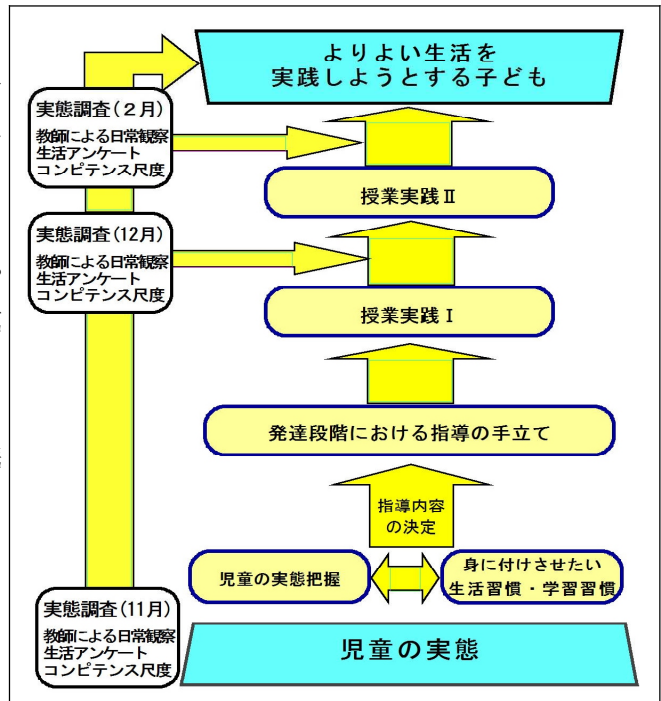 よりよい生活を
実践しようとする子ども
実態調査(2月)
教師による日常観察
生活アンケート
コンピテンス尺度
授業実践Ⅱ
実態調査(12月)
教師による日常観察
生活アンケート
コンピテンス尺度
授業実践Ⅰ
発達段階における指導の手立て
指導内容
の決定
児童の実態把握
身に付けさせたい
生活習慣・学習習慣
実態調査(11月)
教師による日常観察
生活アンケート
コンピテンス尺度
児童の実態